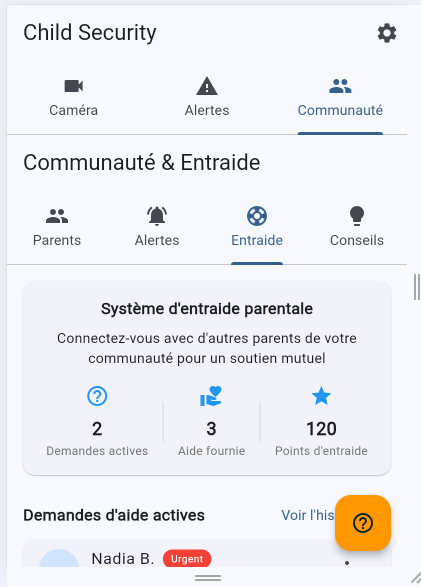 Child Security
Caméra
Alertes
Communauté
Communauté & Entraide
Parents
Alertes
Entraide
Conseils
Système d'entraide parentale
Connectez-vous avec d'autres parents de votre
communauté pour un soutien mutuel
2
3
120
Demandes actives
Aide fournie
Points d'entraide
Demandes d'aide actives
Voir l'his
Nadia B.
Urgent